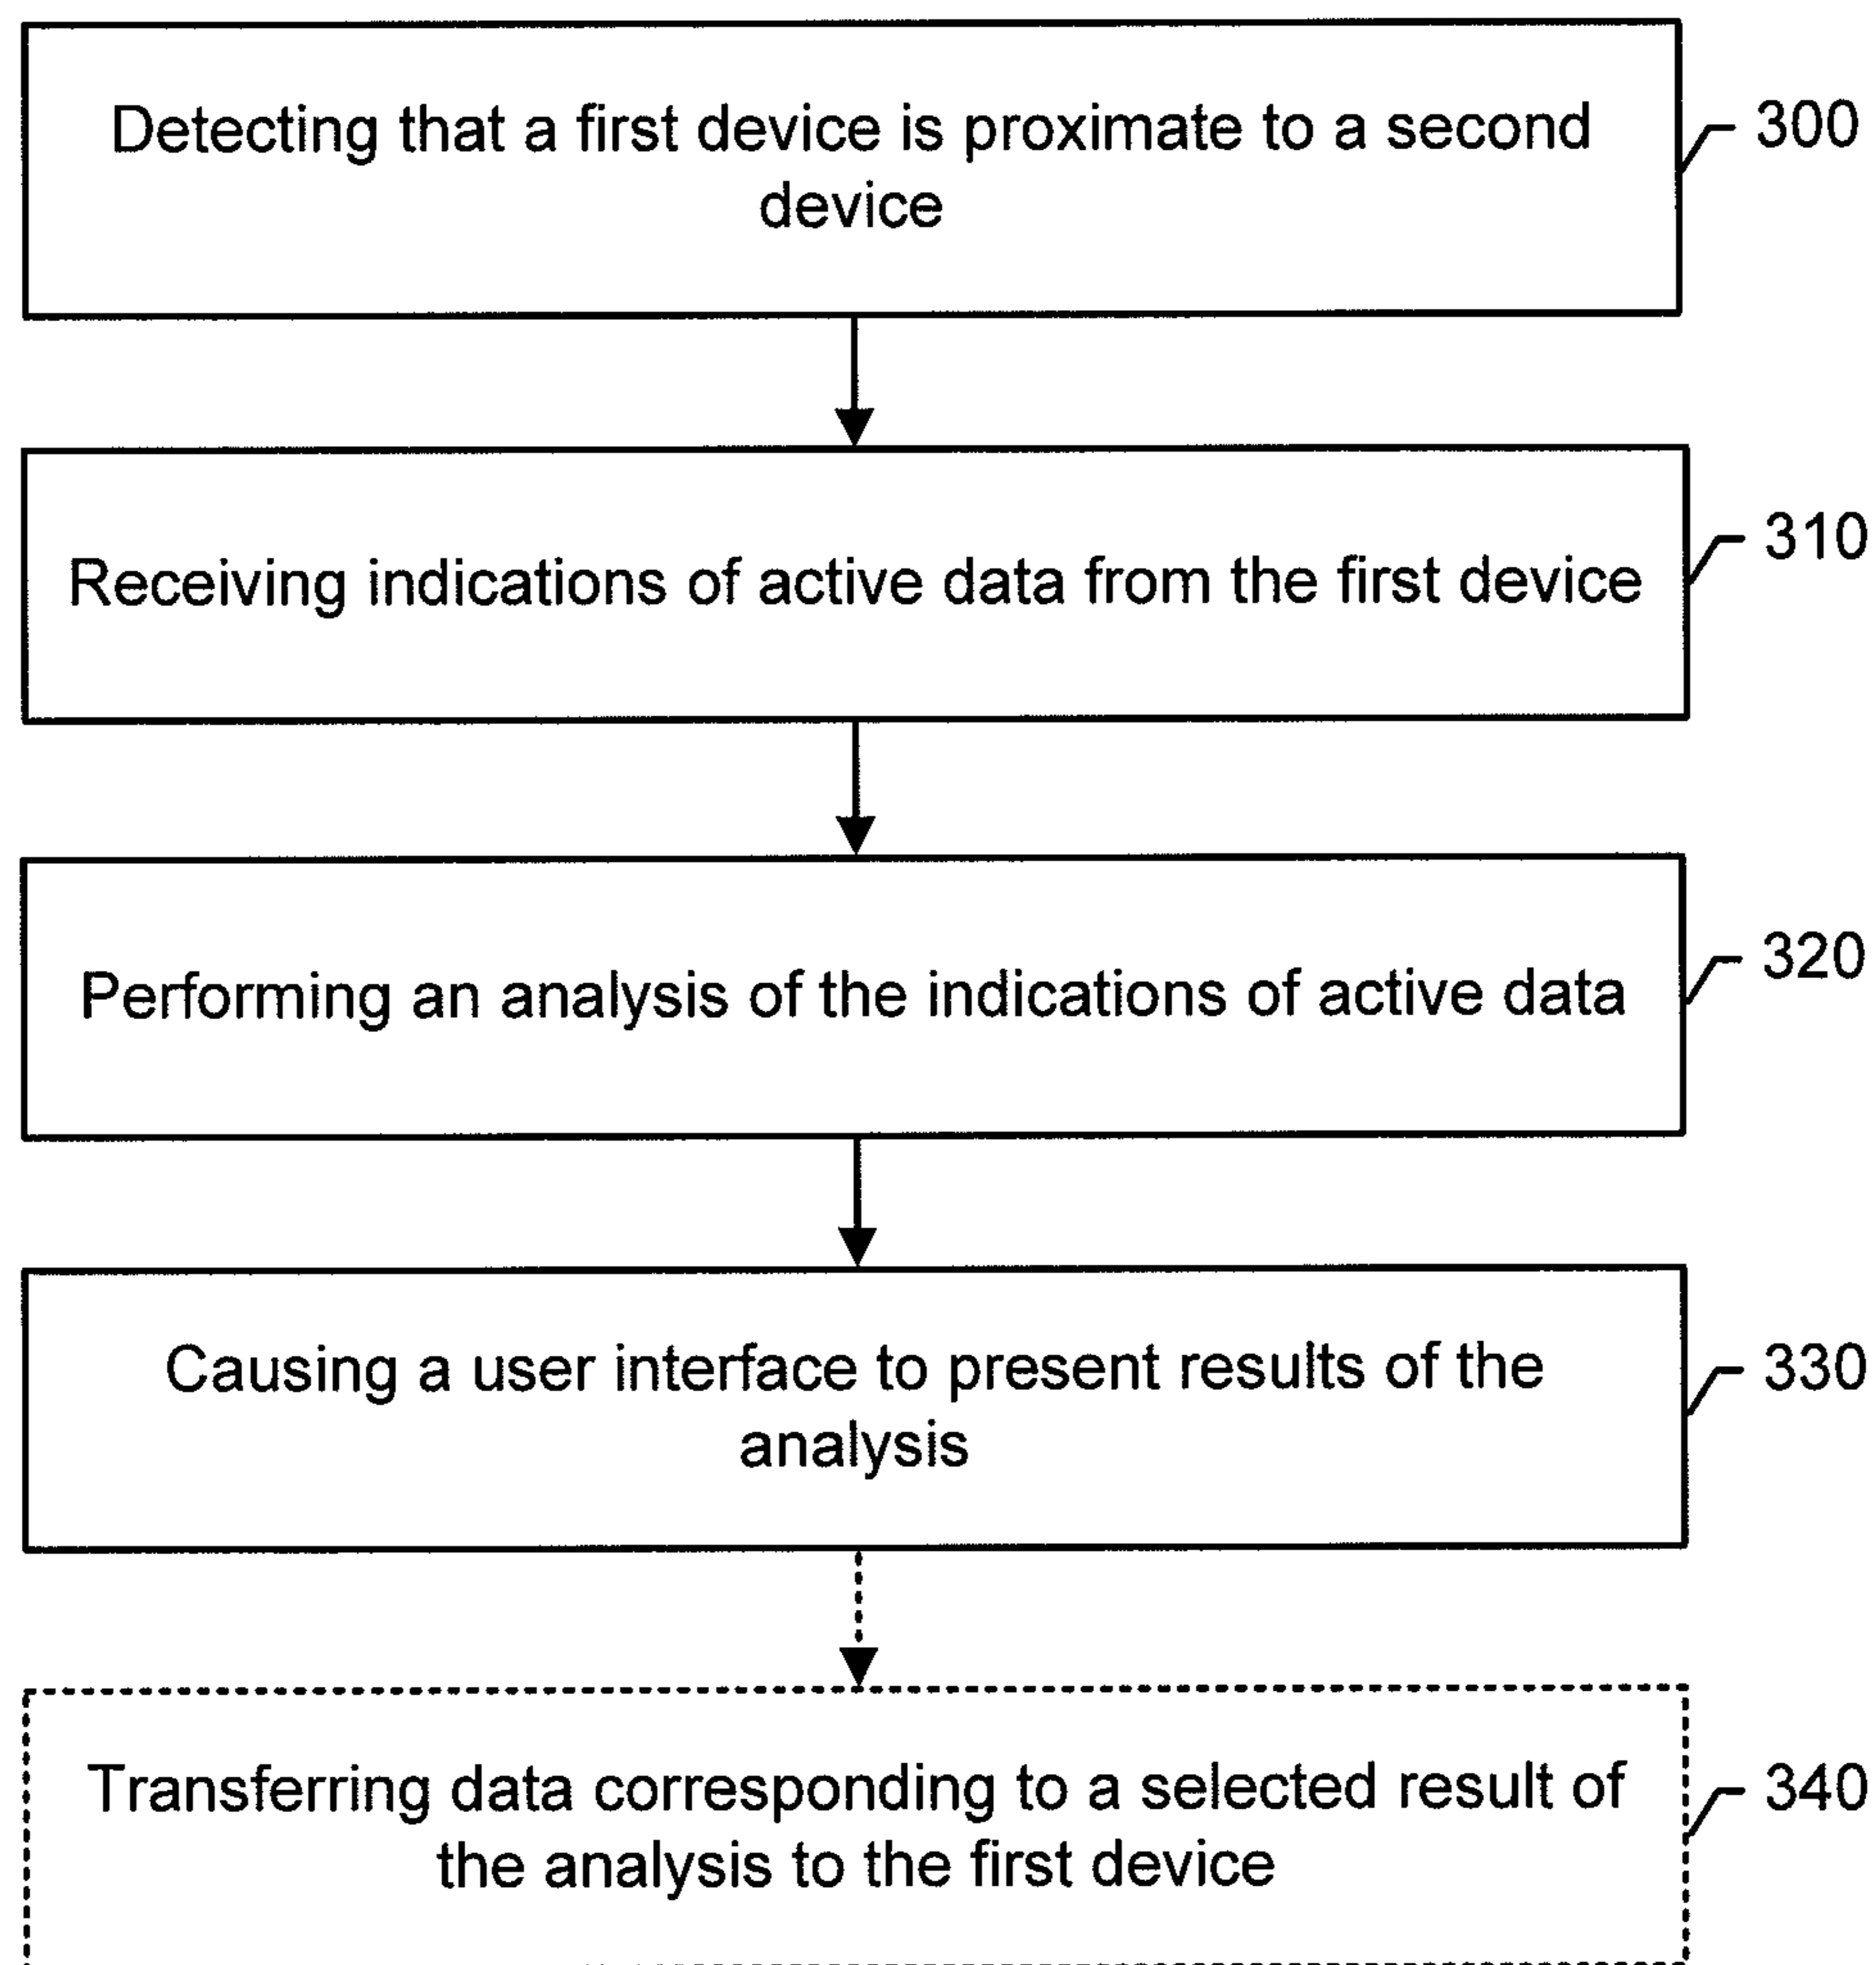 Detecting that a first device is proximate to a second
device
300
Receiving indications of active data from the first device
310
Performing an analysis of the indications of active data
320
Causing a user interface to present results of the
analysis
330
Transferring data corresponding to a selected result of
the analysis to the first device
340